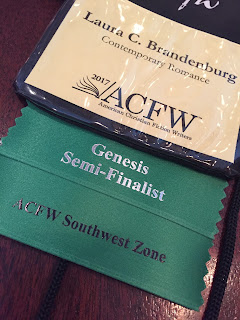 Laura C. Brandenburg
Contemporary Romance
2017
ACFW
American Christian Fiction Writers
Genesis
Semi-Finalist
ACFW Southwest Zone